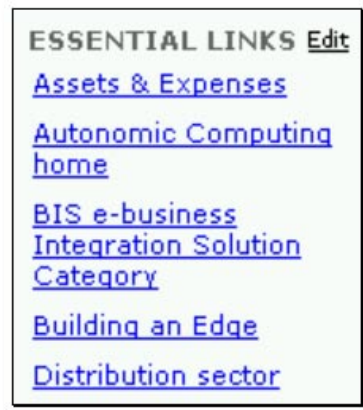 ESSENTIAL LINKS Edit
Assets & Expenses
Autonomic Computing
home
BIS e-business
Integration Solution
Category
Building an Edge
Distribution sector